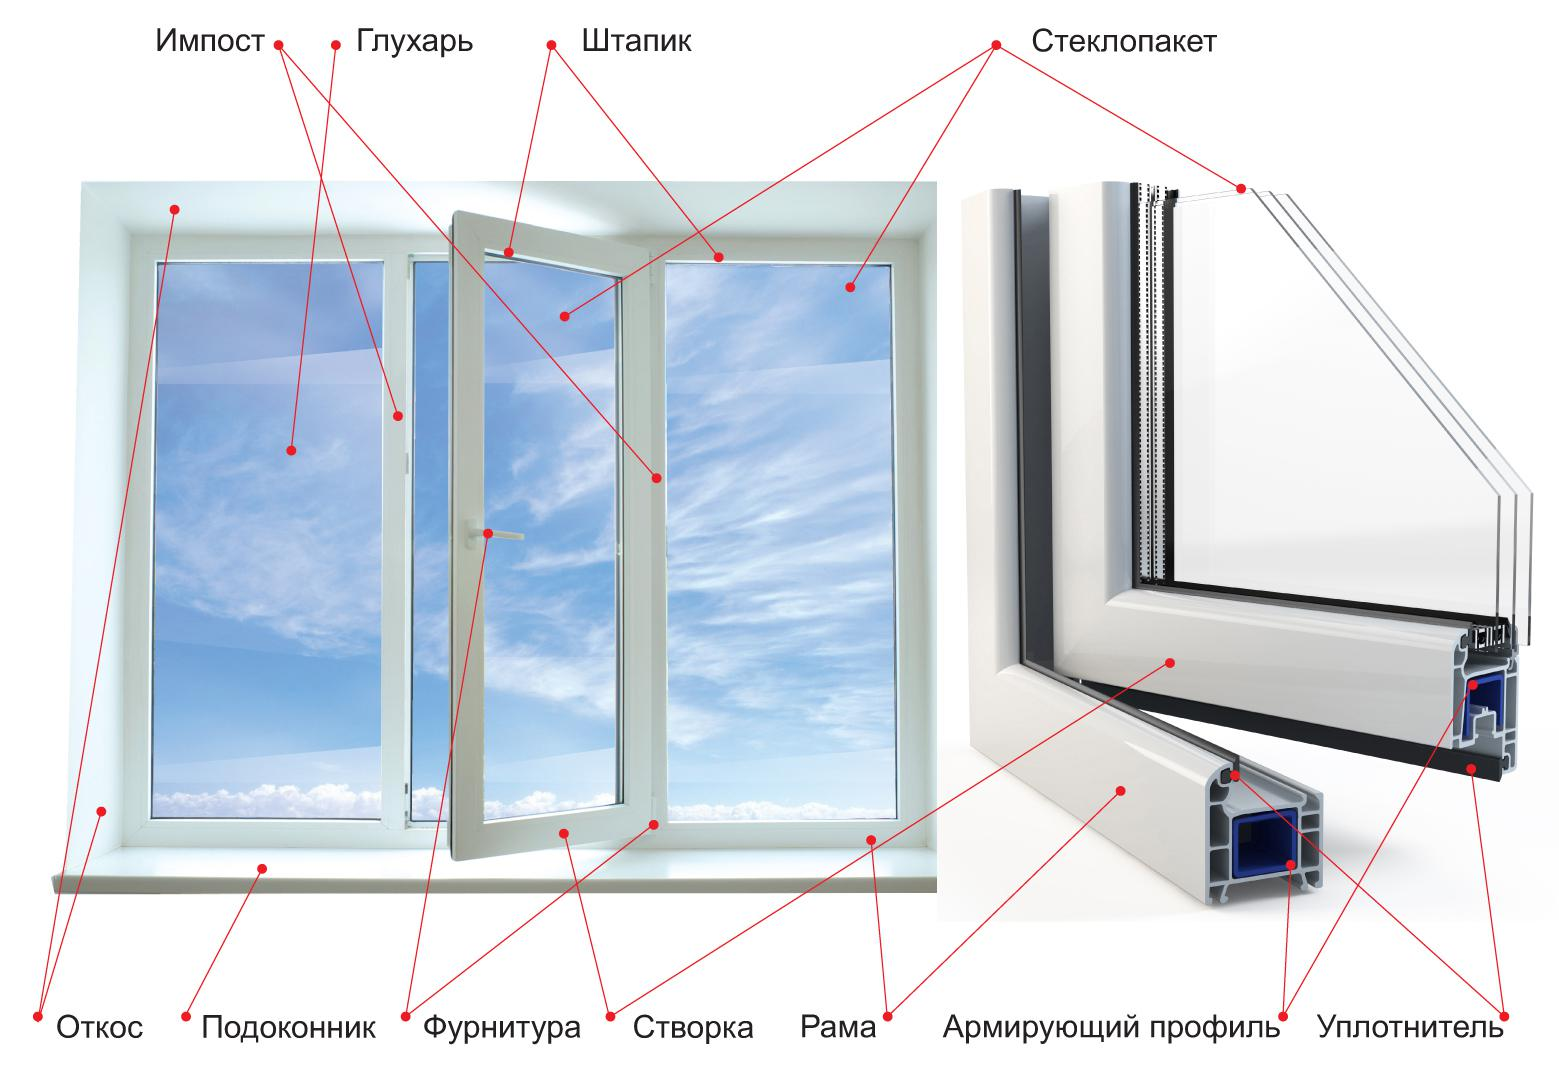 Импост Глухарь Штапик Стеклопакет
Откос Подоконник Фурнитура Створка Рама Армирующий профиль Уплотнитель